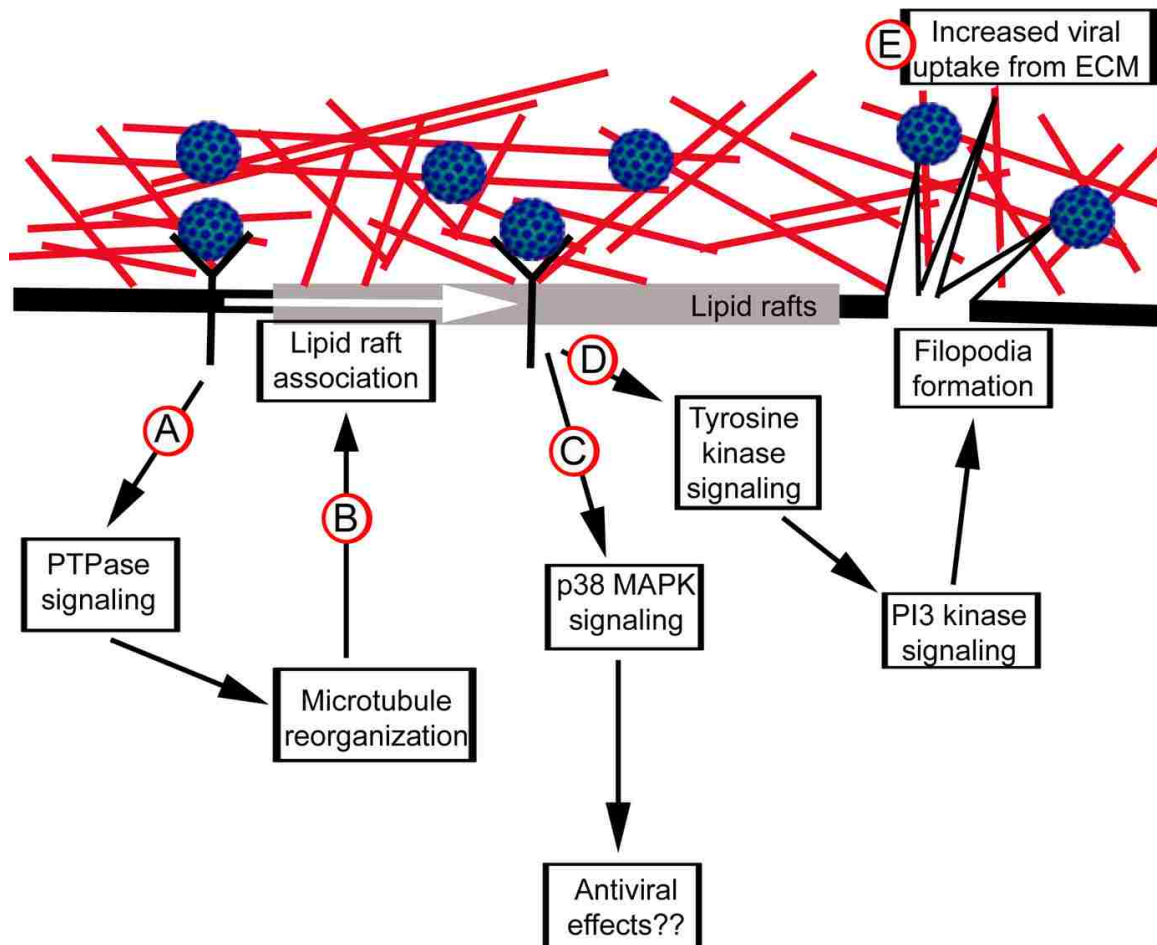 E
Increased viral
uptake from ECM
Lipid rafts
Lipid raft
association
D
Filopodia
formation
A
Tyrosine
kinase
signaling
C
B
PTPase
signaling
p38 MAPK
signaling
PI3 kinase
signaling
Microtubule
reorganization
Antiviral
effects??